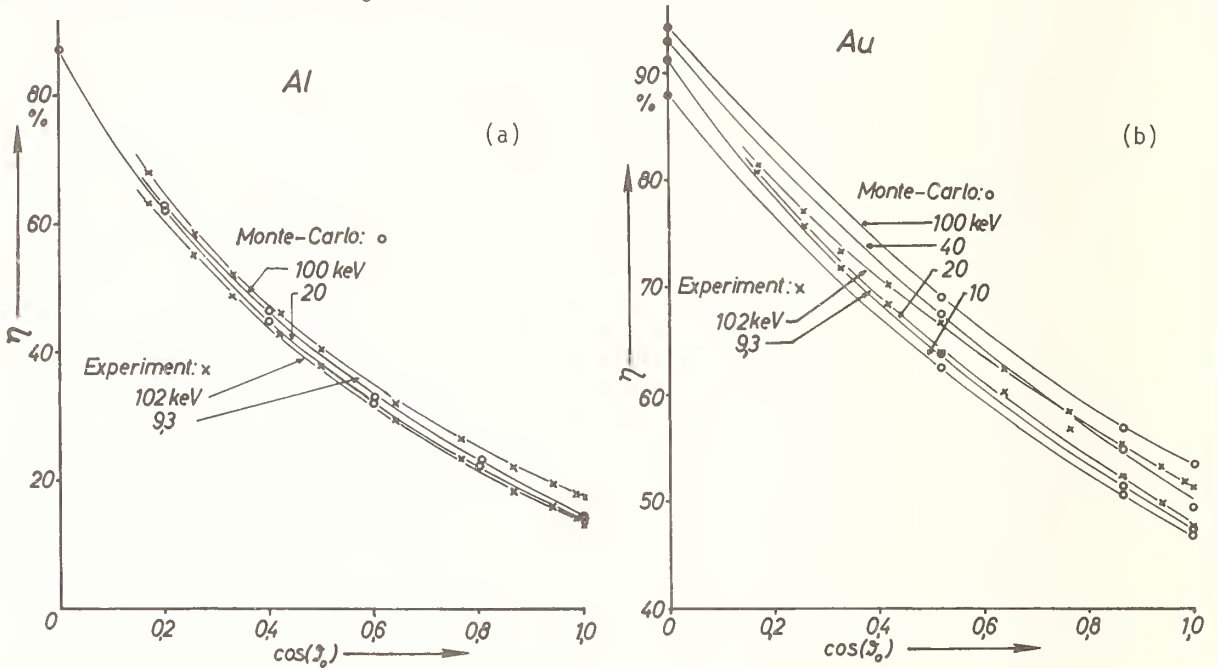 Al
(a)
80
%
60
40
20
0
η
Monte-Carlo: o
100 keV
20
Experiment: x
102 keV
9,3
0,2
0,4
0,6
0,8
1,0
cos(ϑₒ)
Au
(b)
90
%
80
70
60
50
40
η
Monte-Carlo: o
100 keV
40
20
10
Experiment: x
102 keV
9,3
0
0,2
0,4
0,6
0,8
1,0
cos(ϑₒ)